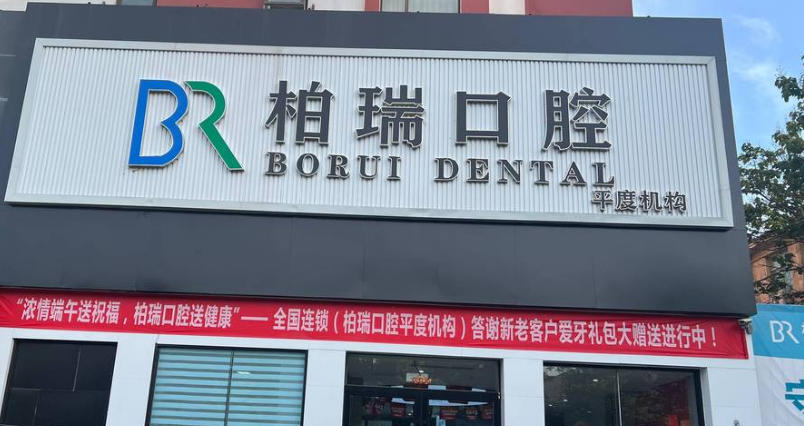 BR 柏瑞口腔
BORUI DENTAL
平度机构
“浓情端午送祝福，柏瑞口腔送健康”—— 全国连锁（柏瑞口腔平度机构）答谢新老客户爱牙礼包大赠送进行中！
BR